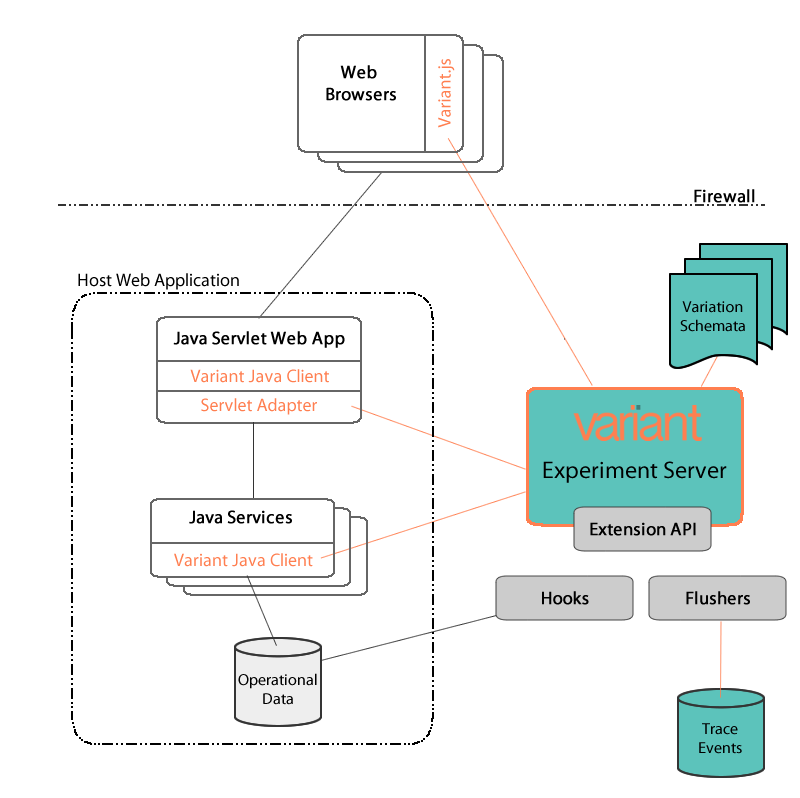 Web
Browsers
Variant.js
Firewall
Host Web Application
Variation
Schemata
Java Servlet Web App
Variant Java Client
Servlet Adapter
variant
Experiment Server
Extension API
Java Services
Variant Java Client
Hooks
Flushers
Operational
Data
Trace
Events